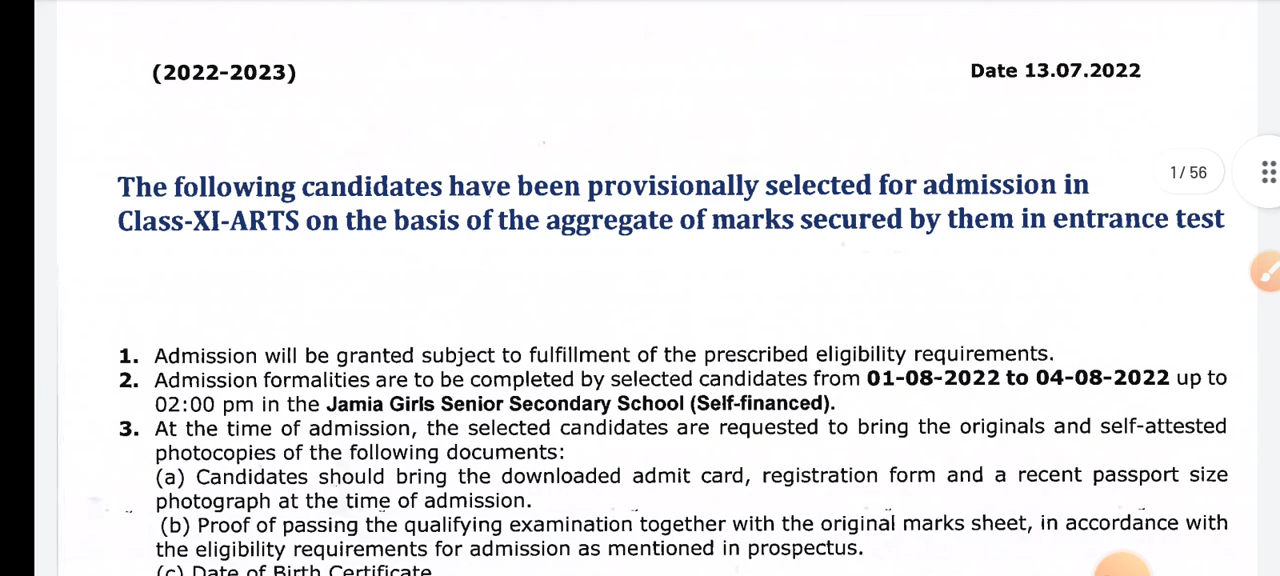 (2022-2023)
Date 13.07.2022
1 / 56
The following candidates have been provisionally selected for admission in
Class-XI-ARTS on the basis of the aggregate of marks secured by them in entrance test
1. Admission will be granted subject to fulfillment of the prescribed eligibility requirements.
2. Admission formalities are to be completed by selected candidates from 01-08-2022 to 04-08-2022 up to
02:00 pm in the Jamia Girls Senior Secondary School (Self-financed).
3. At the time of admission, the selected candidates are requested to bring the originals and self-attested
photocopies of the following documents:
(a) Candidates should bring the downloaded admit card, registration form and a recent passport size
photograph at the time of admission.
(b) Proof of passing the qualifying examination together with the original marks sheet, in accordance with
the eligibility requirements for admission as mentioned in prospectus.
(c) Date of Birth Certificate